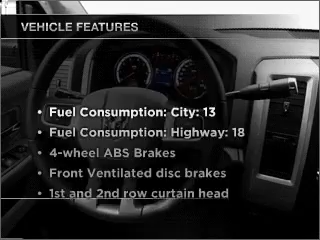 VEHICLE FEATURES
• Fuel Consumption: City: 13
• Fuel Consumption: Highway: 18
• 4-wheel ABS Brakes
• Front Ventilated disc brakes
• 1st and 2nd row curtain head